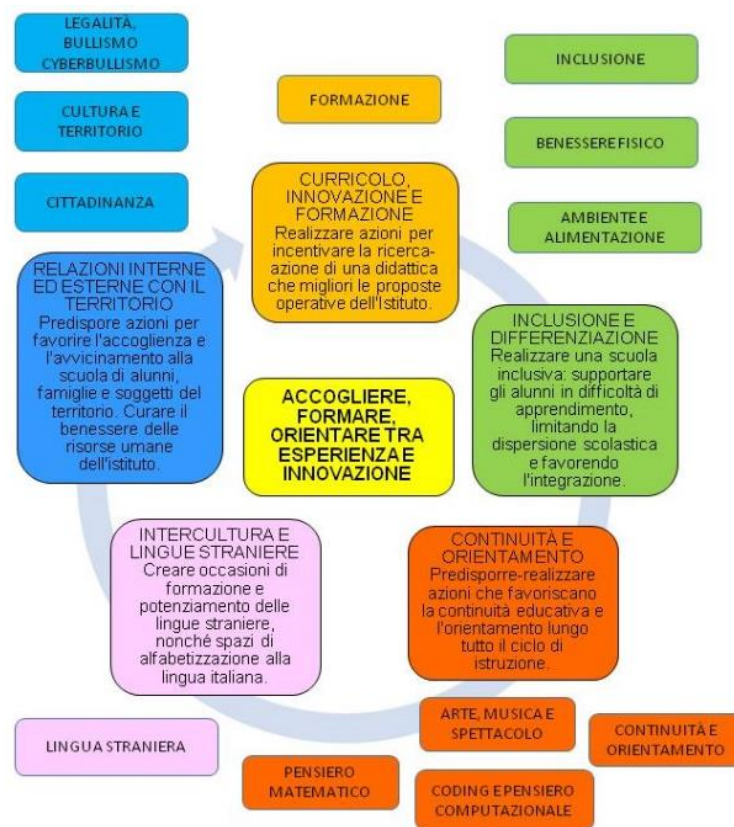 LEGALITÀ,
BULLISMO
CYBERBULLISMO
CULTURA E
TERRITORIO
CITTADINANZA
FORMAZIONE
INCLUSIONE
BENESSERE FISICO
AMBIENTE E
ALIMENTAZIONE
CURRICOLO,
INNOVAZIONE E
FORMAZIONE
Realizzare azioni per
incentivare la ricerca-
azione di una didattica
che migliori le proposte
operative dell'Istituto.
RELAZIONI INTERNE
ED ESTERNE CON IL
TERRITORIO
Predispore azioni per
favorire l'accoglienza e
l'avvicinamento alla
scuola di alunni,
famiglie e soggetti del
territorio. Curare il
benessere delle
risorse umane
dell'istituto.
ACCOGLIERE,
FORMARE,
ORIENTARE TRA
ESPERIENZA E
INNOVAZIONE
INCLUSIONE E
DIFFERENZIAZIONE
Realizzare una scuola
inclusiva: supportare
gli alunni in difficoltà di
apprendimento,
limitando la
dispersione scolastica
e favorendo
l'integrazione.
INTERCULTURA E
LINGUE STRANIERE
Creare occasioni di
formazione e
potenziamento delle
lingue straniere,
nonché spazi di
alfabetizzazione alla
lingua italiana.
CONTINUITÀ E
ORIENTAMENTO
Predisporre-realizzare
azioni che favoriscano
la continuità educativa e
l'orientamento lungo
tutto il ciclo di
istruzione.
LINGUA STRANIERA
PENSIERO
MATEMATICO
ARTE, MUSICA E
SPETTACOLO
CODING E PENSIERO
COMPUTAZIONALE
CONTINUITÀ E
ORIENTAMENTO